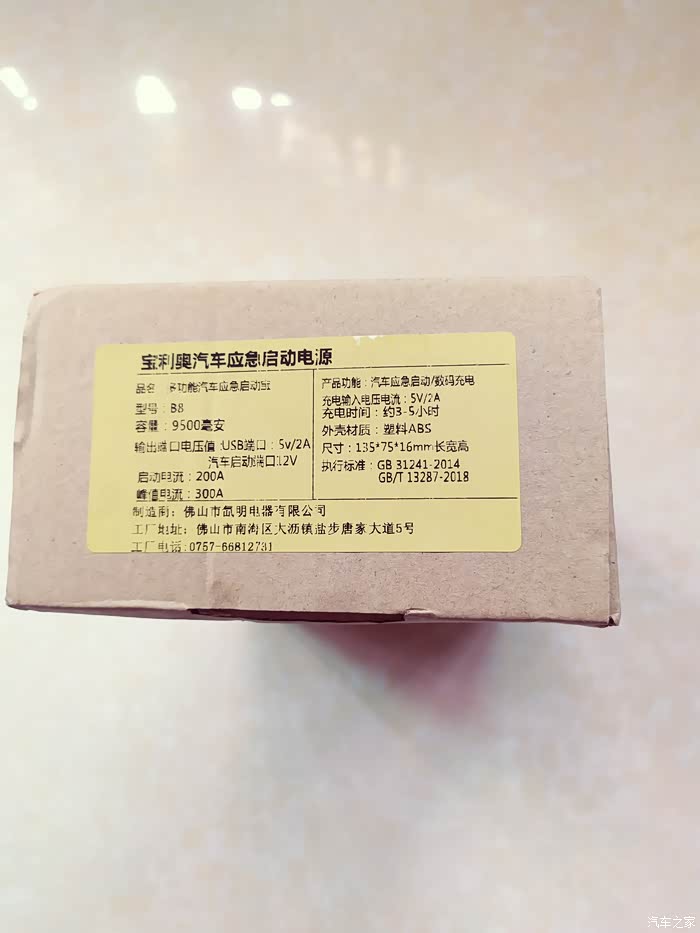 宝利奥汽车应急启动电源
品名：多功能汽车应急启动宝
型号：B8
容量：9500毫安
输出端口电压值:USB端口：5v/2A
汽车启动端口12V
启动电流：200A
峰值电流：300A
产品功能：汽车应急启动/数码充电
充电输入电压电流：5V/2A
充电时间：约3-5小时
外壳材质：塑料ABS
尺寸：135*75*16mm长宽高
执行标准：GB 31241-2014
GB/T 13287-2018
制造商：佛山市氙明电器有限公司
工厂地址：佛山市南海区大沥镇盐步唐家大道5号
工厂电话:0757-66812731
汽车之家